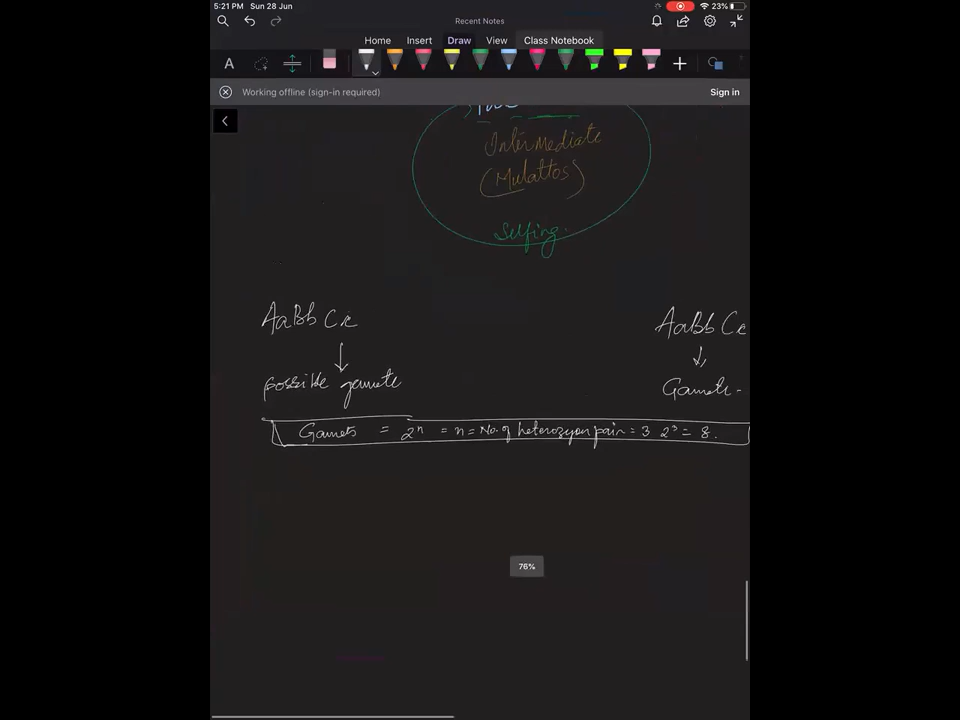 5:21 PM Sun 28 Jun
23%
Recent Notes
Home Insert Draw View Class Notebook
A
Working offline (sign-in required) Sign in
Intermediate
(Mulattos)
Selfing.
AaBbCc AaBbCc
possible gamete Gamete-
Gamets = 2ⁿ = n = No. of heterozyon pair = 3 2³ = 8.
76%